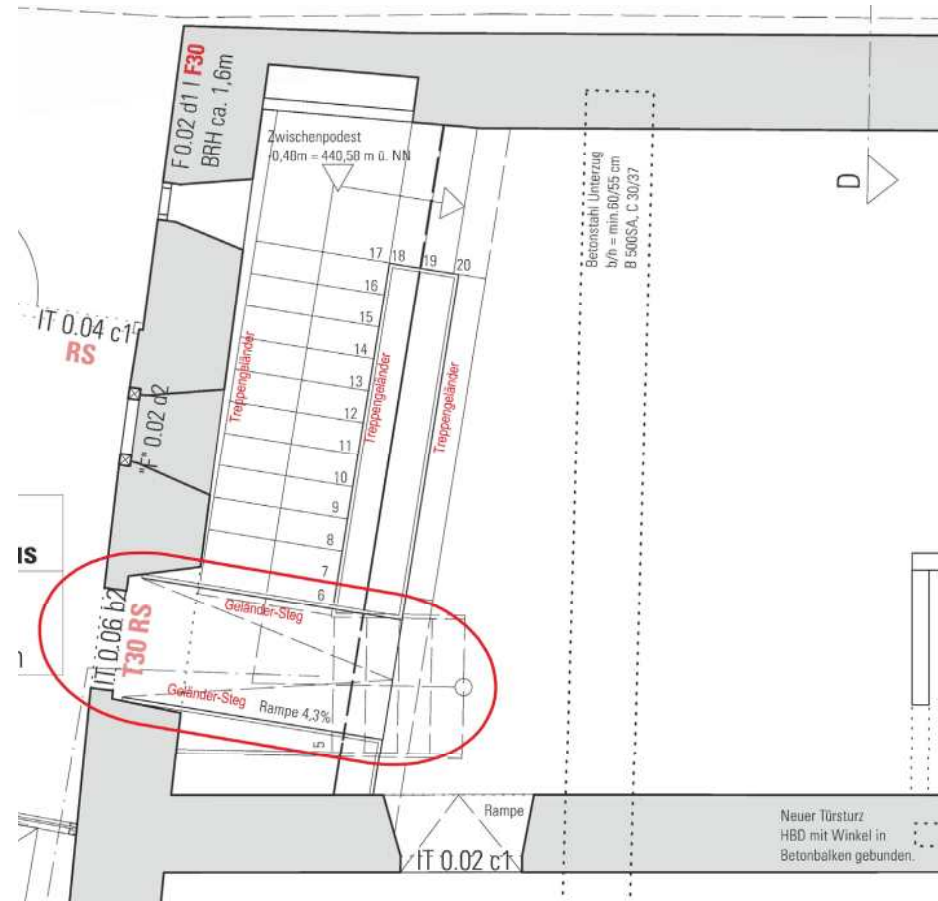 F 0.02 d1 | F30
BRH ca. 1,6m
Zwischenpodest
-0,48m = 440,58 m ü. NN
Betonstahl Unterzug
b/h = min.60/55 cm
B 500SA, C 30/37
D
17 18 19 20
16
15
14
13
12
11
10
9
8
7
6
5
Treppengeländer
Treppengeländer
Treppengeländer
IT 0.04 c1
RS
"F" 0.02 d2
IT 0.06 b2
T30 RS
Geländer-Steg
Geländer-Steg
Rampe 4,3%
Rampe
IT 0.02 c1
Neuer Türsturz
HBD mit Winkel in
Betonbalken gebunden.